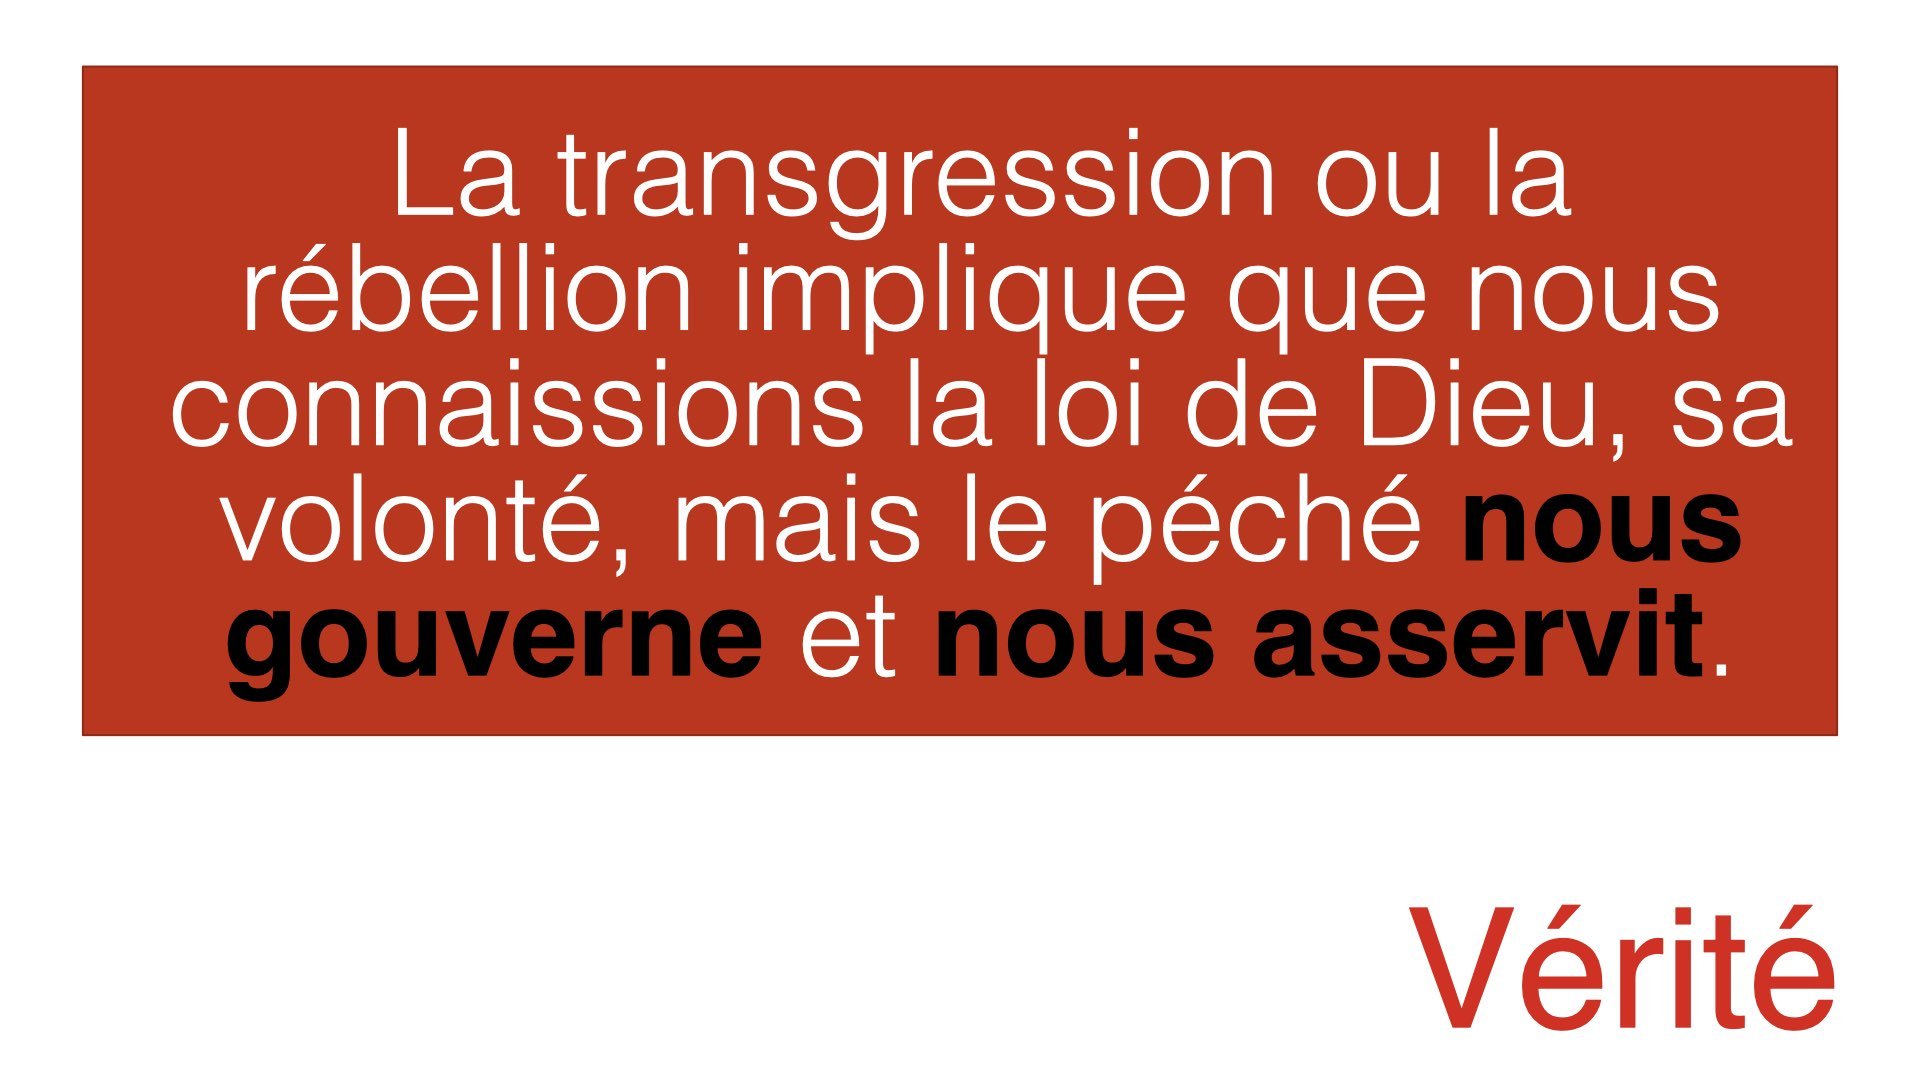 La transgression ou la
rébellion implique que nous
connaissions la loi de Dieu, sa
volonté, mais le péché nous
gouverne et nous asservit.
Vérité